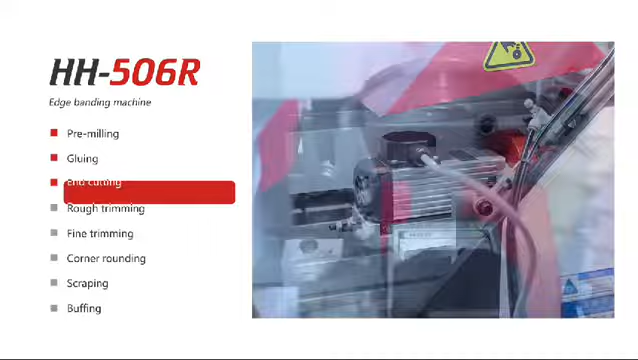 HH-506R
Edge banding machine
Pre-milling
Gluing
End cutting
Rough trimming
Fine trimming
Corner rounding
Scraping
Buffing